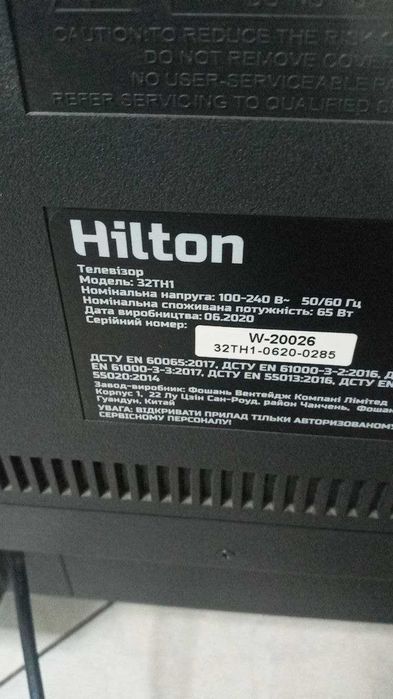 CAUTION:TO REDUCE THE RISK
DO NOT REMOVE COVE
NO USER-SERVICEABLE PA
REFER SERVICING TO QUALIFIED
Hilton
Телевізор
Модель: 32TH1
Номінальна напруга: 100-240 В~ 50/60 Гц
Номінальна споживана потужність: 65 Вт
Дата виробництва: 06.2020
Серійний номер:
W-20026
32TH1-0620-0285
ДСТУ EN 60065:2017, ДСТУ EN 61000-3-2:2016,
EN 61000-3-3:2017, ДСТУ EN 55013:2016, ДСТУ EN
55020:2014
Завод-виробник: Фошань Вентейдж Компані Лімітед
Корпус 1, 22 Лу Цзін Сан-Роуд, район Чанчень, Фошань
Гуандун, Китай
УВАГА: ВІДКРИВАТИ ПРИЛАД ТІЛЬКИ АВТОРИЗОВАНОМУ
СЕРВІСНОМУ ПЕРСОНАЛУ!